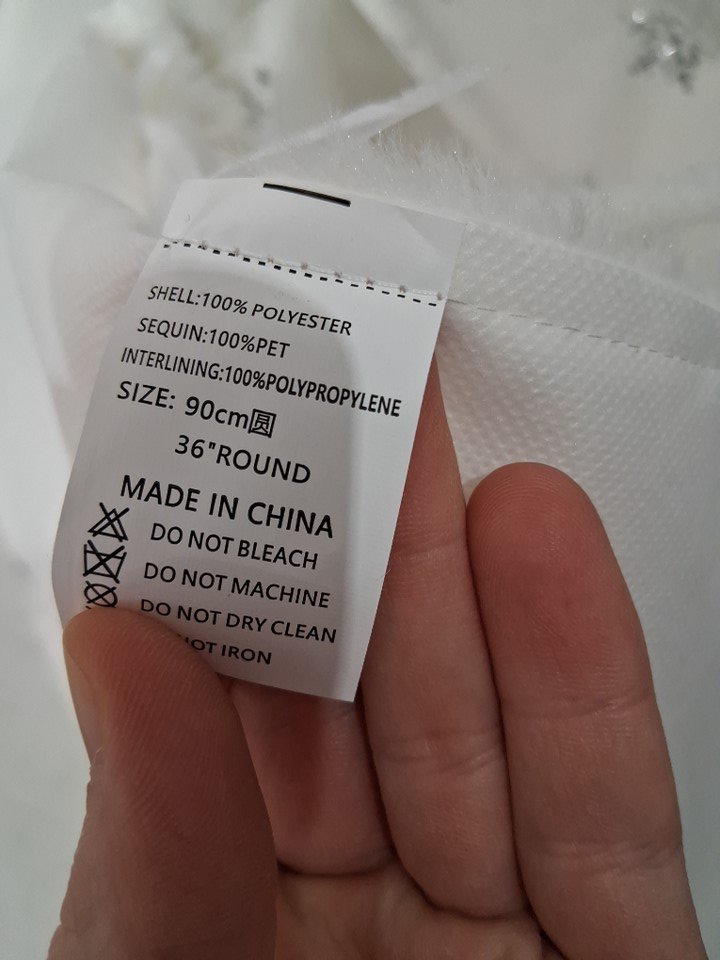 SHELL:100% POLYESTER
SEQUIN:100%PET
INTERLINING:100%POLYPROPYLENE
SIZE: 90cm圆
36"ROUND
MADE IN CHINA
DO NOT BLEACH
DO NOT MACHINE
DO NOT DRY CLEAN
NOT IRON